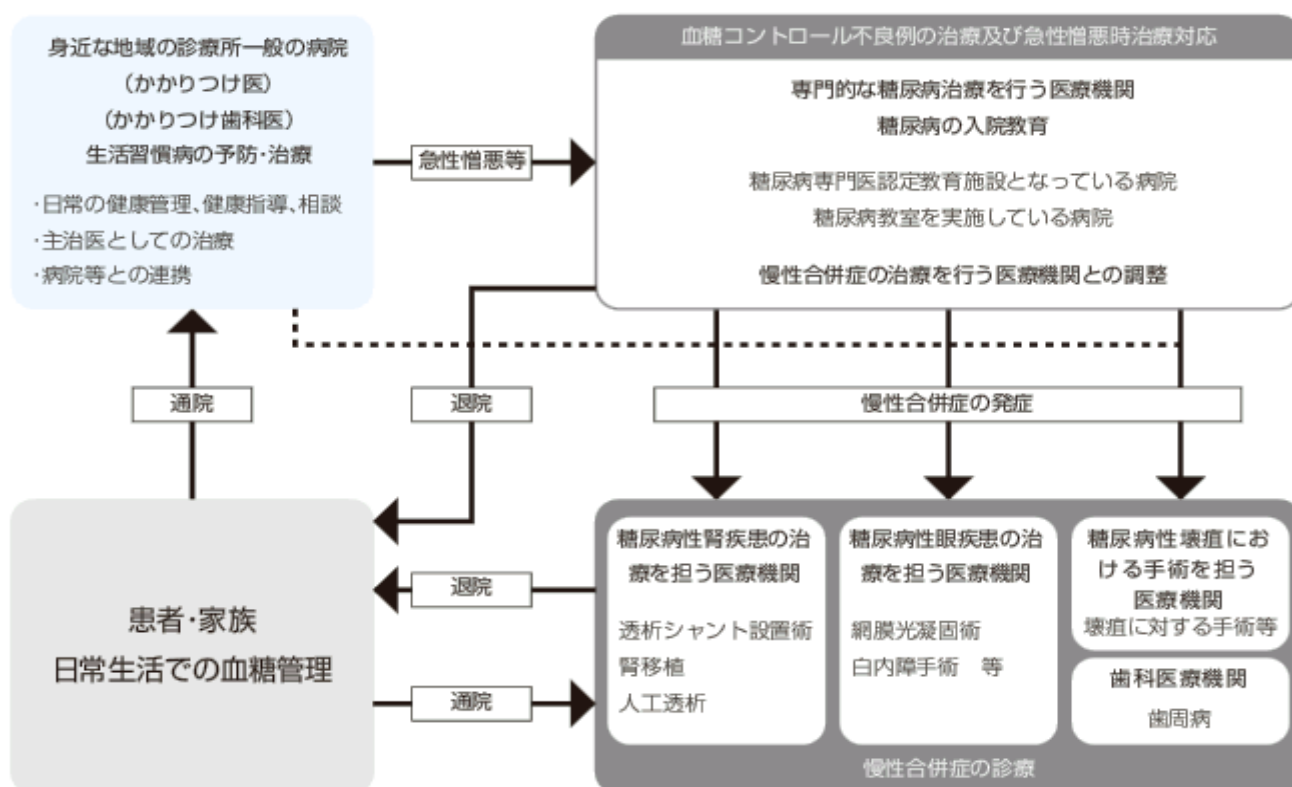 身近な地域の診療所一般の病院
（かかりつけ医）
（かかりつけ歯科医）
生活習慣病の予防・治療
・日常の健康管理、健康指導、相談
・主治医としての治療
・病院等との連携
急性憎悪等
血糖コントロール不良例の治療及び急性憎悪時治療対応
専門的な糖尿病治療を行う医療機関
糖尿病の入院教育
糖尿病専門医認定教育施設となっている病院
糖尿病教室を実施している病院
慢性合併症の治療を行う医療機関との調整
通院
退院
慢性合併症の発症
患者・家族
日常生活での血糖管理
退院
通院
糖尿病性腎疾患の治
療を担う医療機関
透析シャント設置術
腎移植
人工透析
糖尿病性眼疾患の治
療を担う医療機関
網膜光凝固術
白内障手術　等
糖尿病性壊疽にお
ける手術を担う
医療機関
壊疽に対する手術等
歯科医療機関
歯周病
慢性合併症の診療